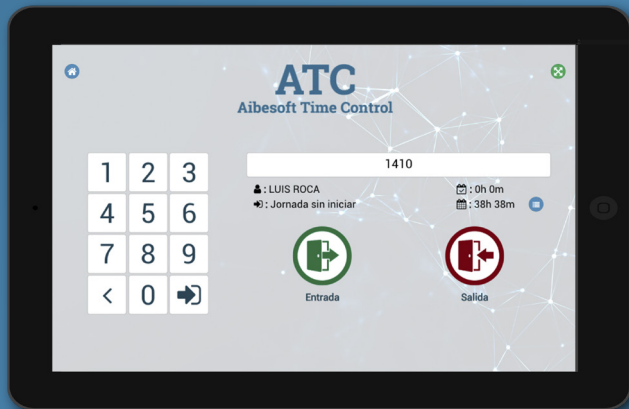 ATC
Aibesoft Time Control
1410
: LUIS ROCA
: 0h 0m
: Jornada sin iniciar
: 38h 38m
1 2 3
4 5 6
7 8 9
< 0
Entrada
Salida